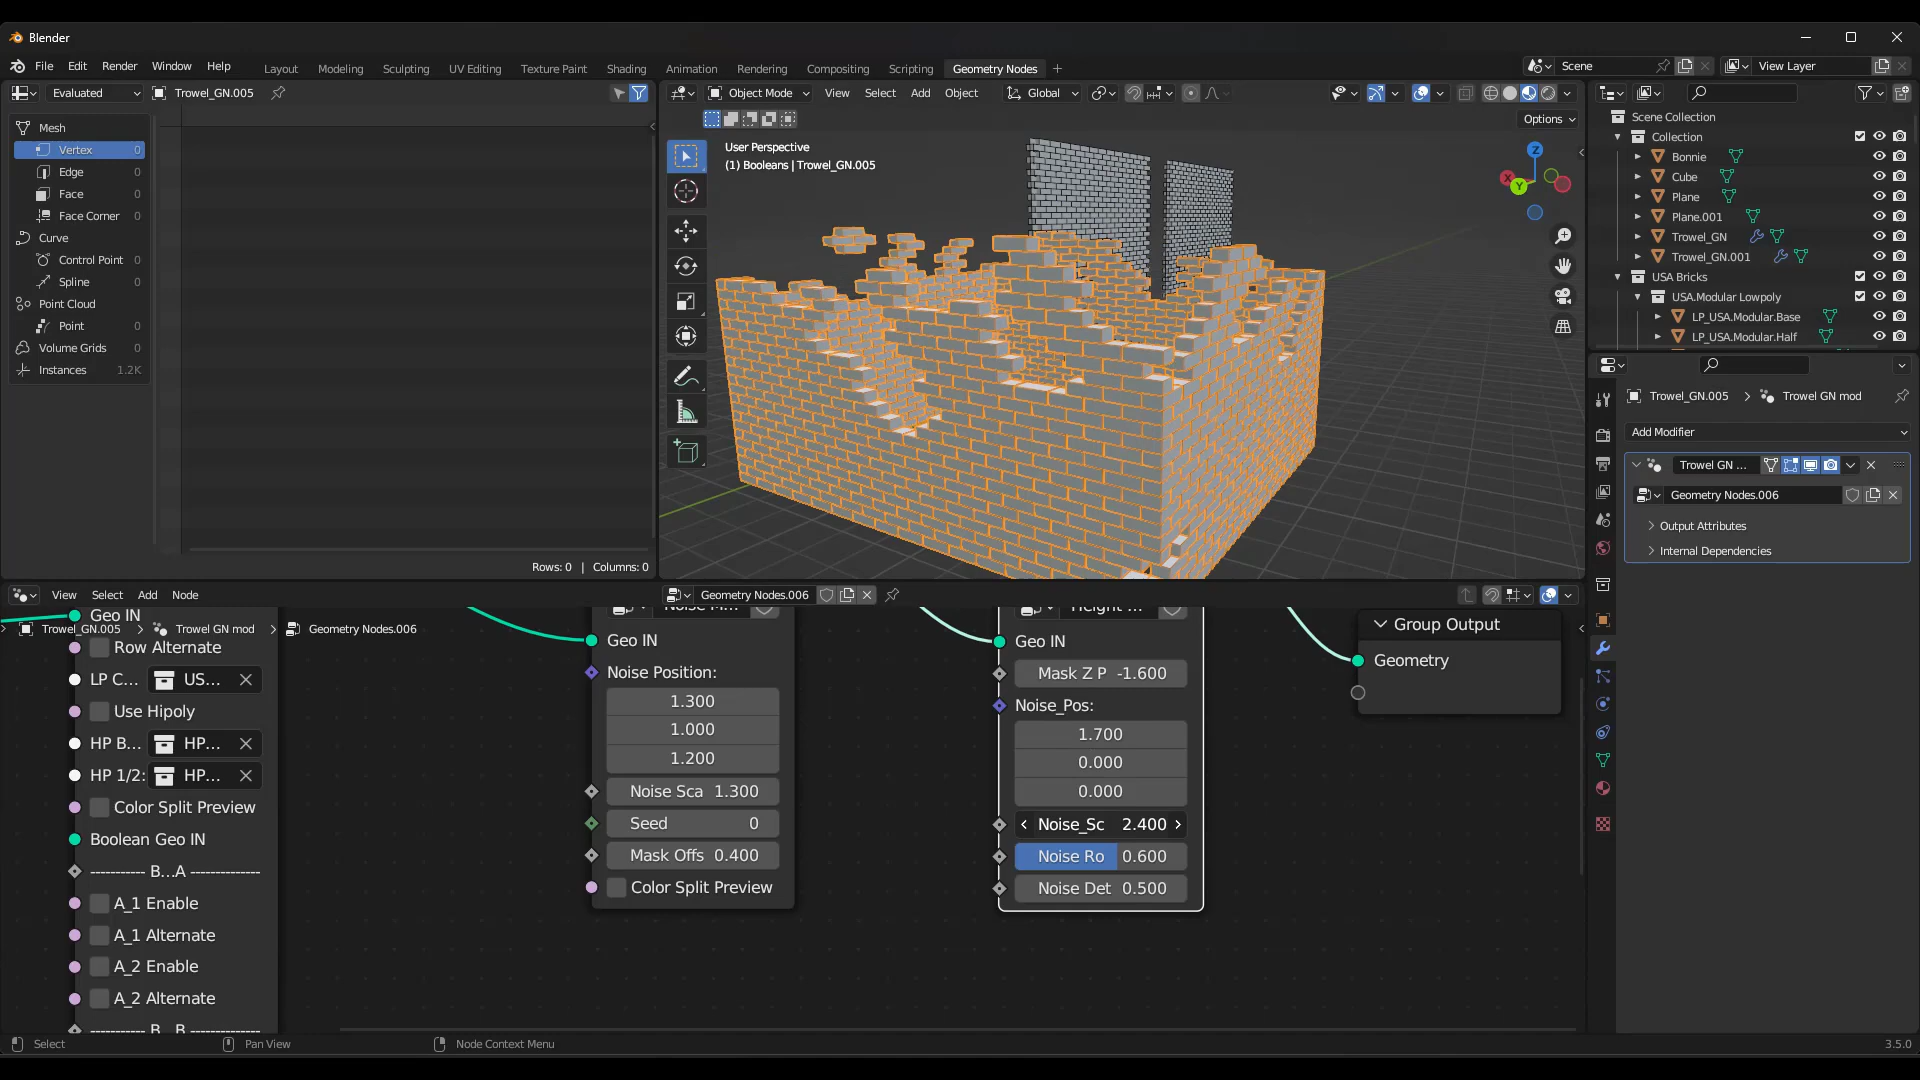 Blender
File Edit Render Window Help
Layout Modeling Sculpting UV Editing Texture Paint Shading Animation Rendering Compositing Scripting Geometry Nodes
Scene
View Layer
Evaluated
Trowel_GN.005
Object Mode View Select Add Object
Global
Options
Mesh
Vertex 0
Edge 0
Face 0
Face Corner 0
Curve
Control Point 0
Spline 0
Point Cloud
Point 0
Volume Grids 0
Instances 1.2K
Rows: 0 | Columns: 0
User Perspective
(1) Booleans | Trowel_GN.005
Z
X
Y
Scene Collection
Collection
Bonnie
Cube
Plane
Plane.001
Trowel_GN
Trowel_GN.001
USA Bricks
USA.Modular Lowpoly
LP_USA.Modular.Base
LP_USA.Modular.Half
Trowel_GN.005 > Trowel GN mod
Add Modifier
Trowel GN ...
Geometry Nodes.006
Output Attributes
Internal Dependencies
View Select Add Node
Geometry Nodes.006
Trowel_GN.005 > Trowel GN mod > Geometry Nodes.006
Geo IN
Row Alternate
LP C... US...
Use Hipoly
HP B... HP...
HP 1/2: HP...
Color Split Preview
Boolean Geo IN
----------- B...A --------------
A_1 Enable
A_1 Alternate
A_2 Enable
A_2 Alternate
----------- B...B --------------
Noise M...
Geo IN
Noise Position:
1.300
1.000
1.200
Noise Sca 1.300
Seed 0
Mask Offs 0.400
Color Split Preview
Height ...
Geo IN
Mask Z P -1.600
Noise_Pos:
1.700
0.000
0.000
Noise_Sc 2.400
Noise Ro 0.600
Noise Det 0.500
Group Output
Geometry
Select
Pan View
Node Context Menu
3.5.0